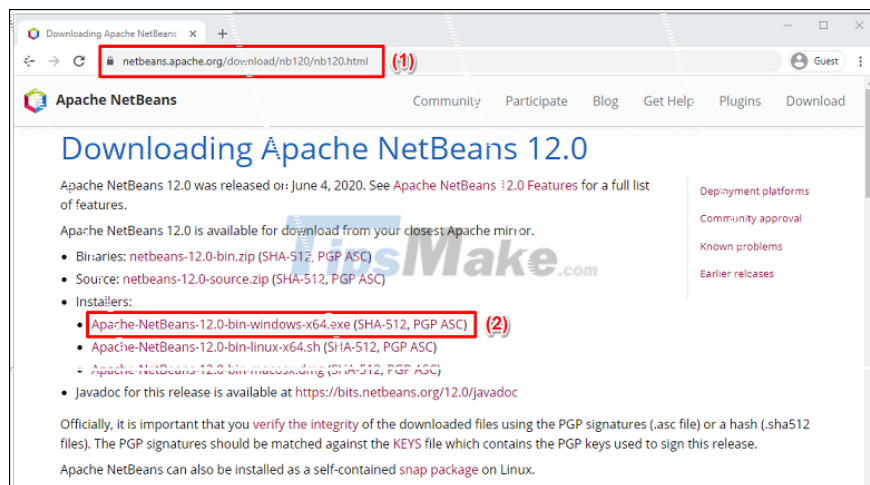 Downloading Apache NetBeans
netbeans.apache.org/download/nb120/nb120.html
(1)
Guest
Apache NetBeans
Community
Participate
Blog
Get Help
Plugins
Download
Downloading Apache NetBeans 12.0
Apache NetBeans 12.0 was released on June 4, 2020. See Apache NetBeans 12.0 Features for a full list
of features.
Apache NetBeans 12.0 is available for download from your closest Apache mirror.
• Binaries: netbeans-12.0-bin.zip (SHA-512, PGP ASC)
• Source: netbeans-12.0-source.zip (SHA-512, PGP ASC)
• Installers:
• Apache-NetBeans-12.0-bin-windows-x64.exe (SHA-512, PGP ASC)
(2)
• Apache-NetBeans-12.0-bin-linux-x64.sh (SHA-512, PGP ASC)
• Apache-NetBeans-12.0-bin-macosx.dmg (SHA-512, PGP ASC)
• Javadoc for this release is available at https://bits.netbeans.org/12.0/javadoc
Deployment platforms
Community approval
Known problems
Earlier releases
TipsMake.com
Officially, it is important that you verify the integrity of the downloaded files using the PGP signatures (.asc file) or a hash (.sha512
files). The PGP signatures should be matched against the KEYS file which contains the PGP keys used to sign this release.
Apache NetBeans can also be installed as a self-contained snap package on Linux.